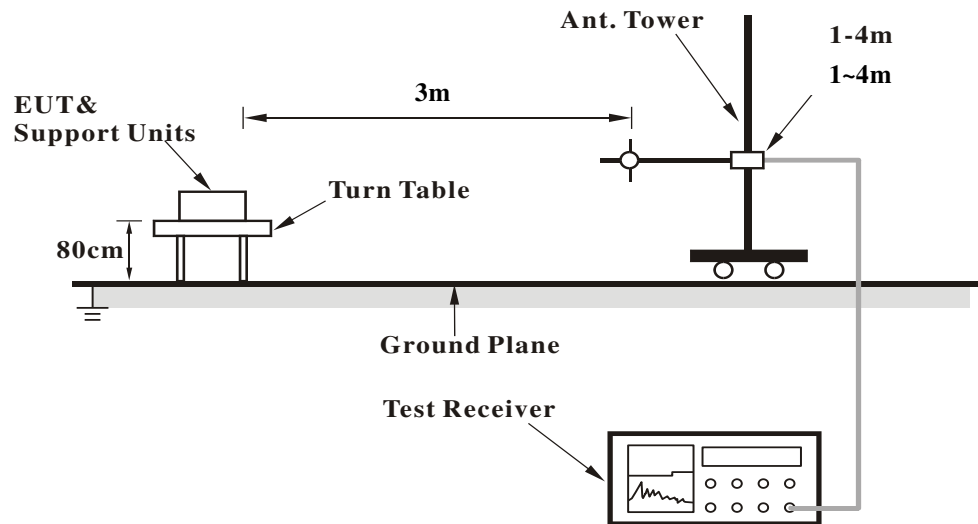 Ant. Tower
1-4m
1~4m
3m
EUT&
Support Units
Turn Table
80cm
Ground Plane
Test Receiver